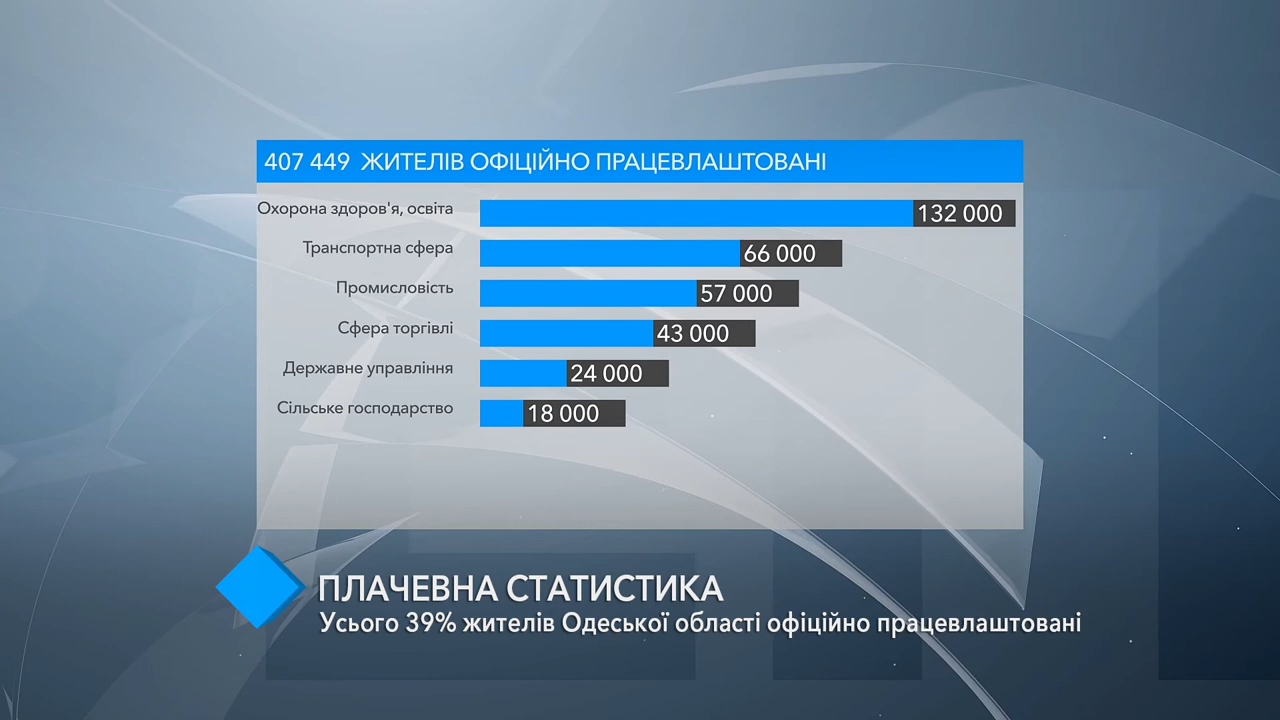 407 449 ЖИТЕЛІВ ОФІЦІЙНО ПРАЦЕВЛАШТОВАНІ
Охорона здоров'я, освіта 132 000
Транспортна сфера 66 000
Промисловість 57 000
Сфера торгівлі 43 000
Державне управління 24 000
Сільське господарство 18 000
ПЛАЧЕВНА СТАТИСТИКА
Усього 39% жителів Одеської області офіційно працевлаштовані